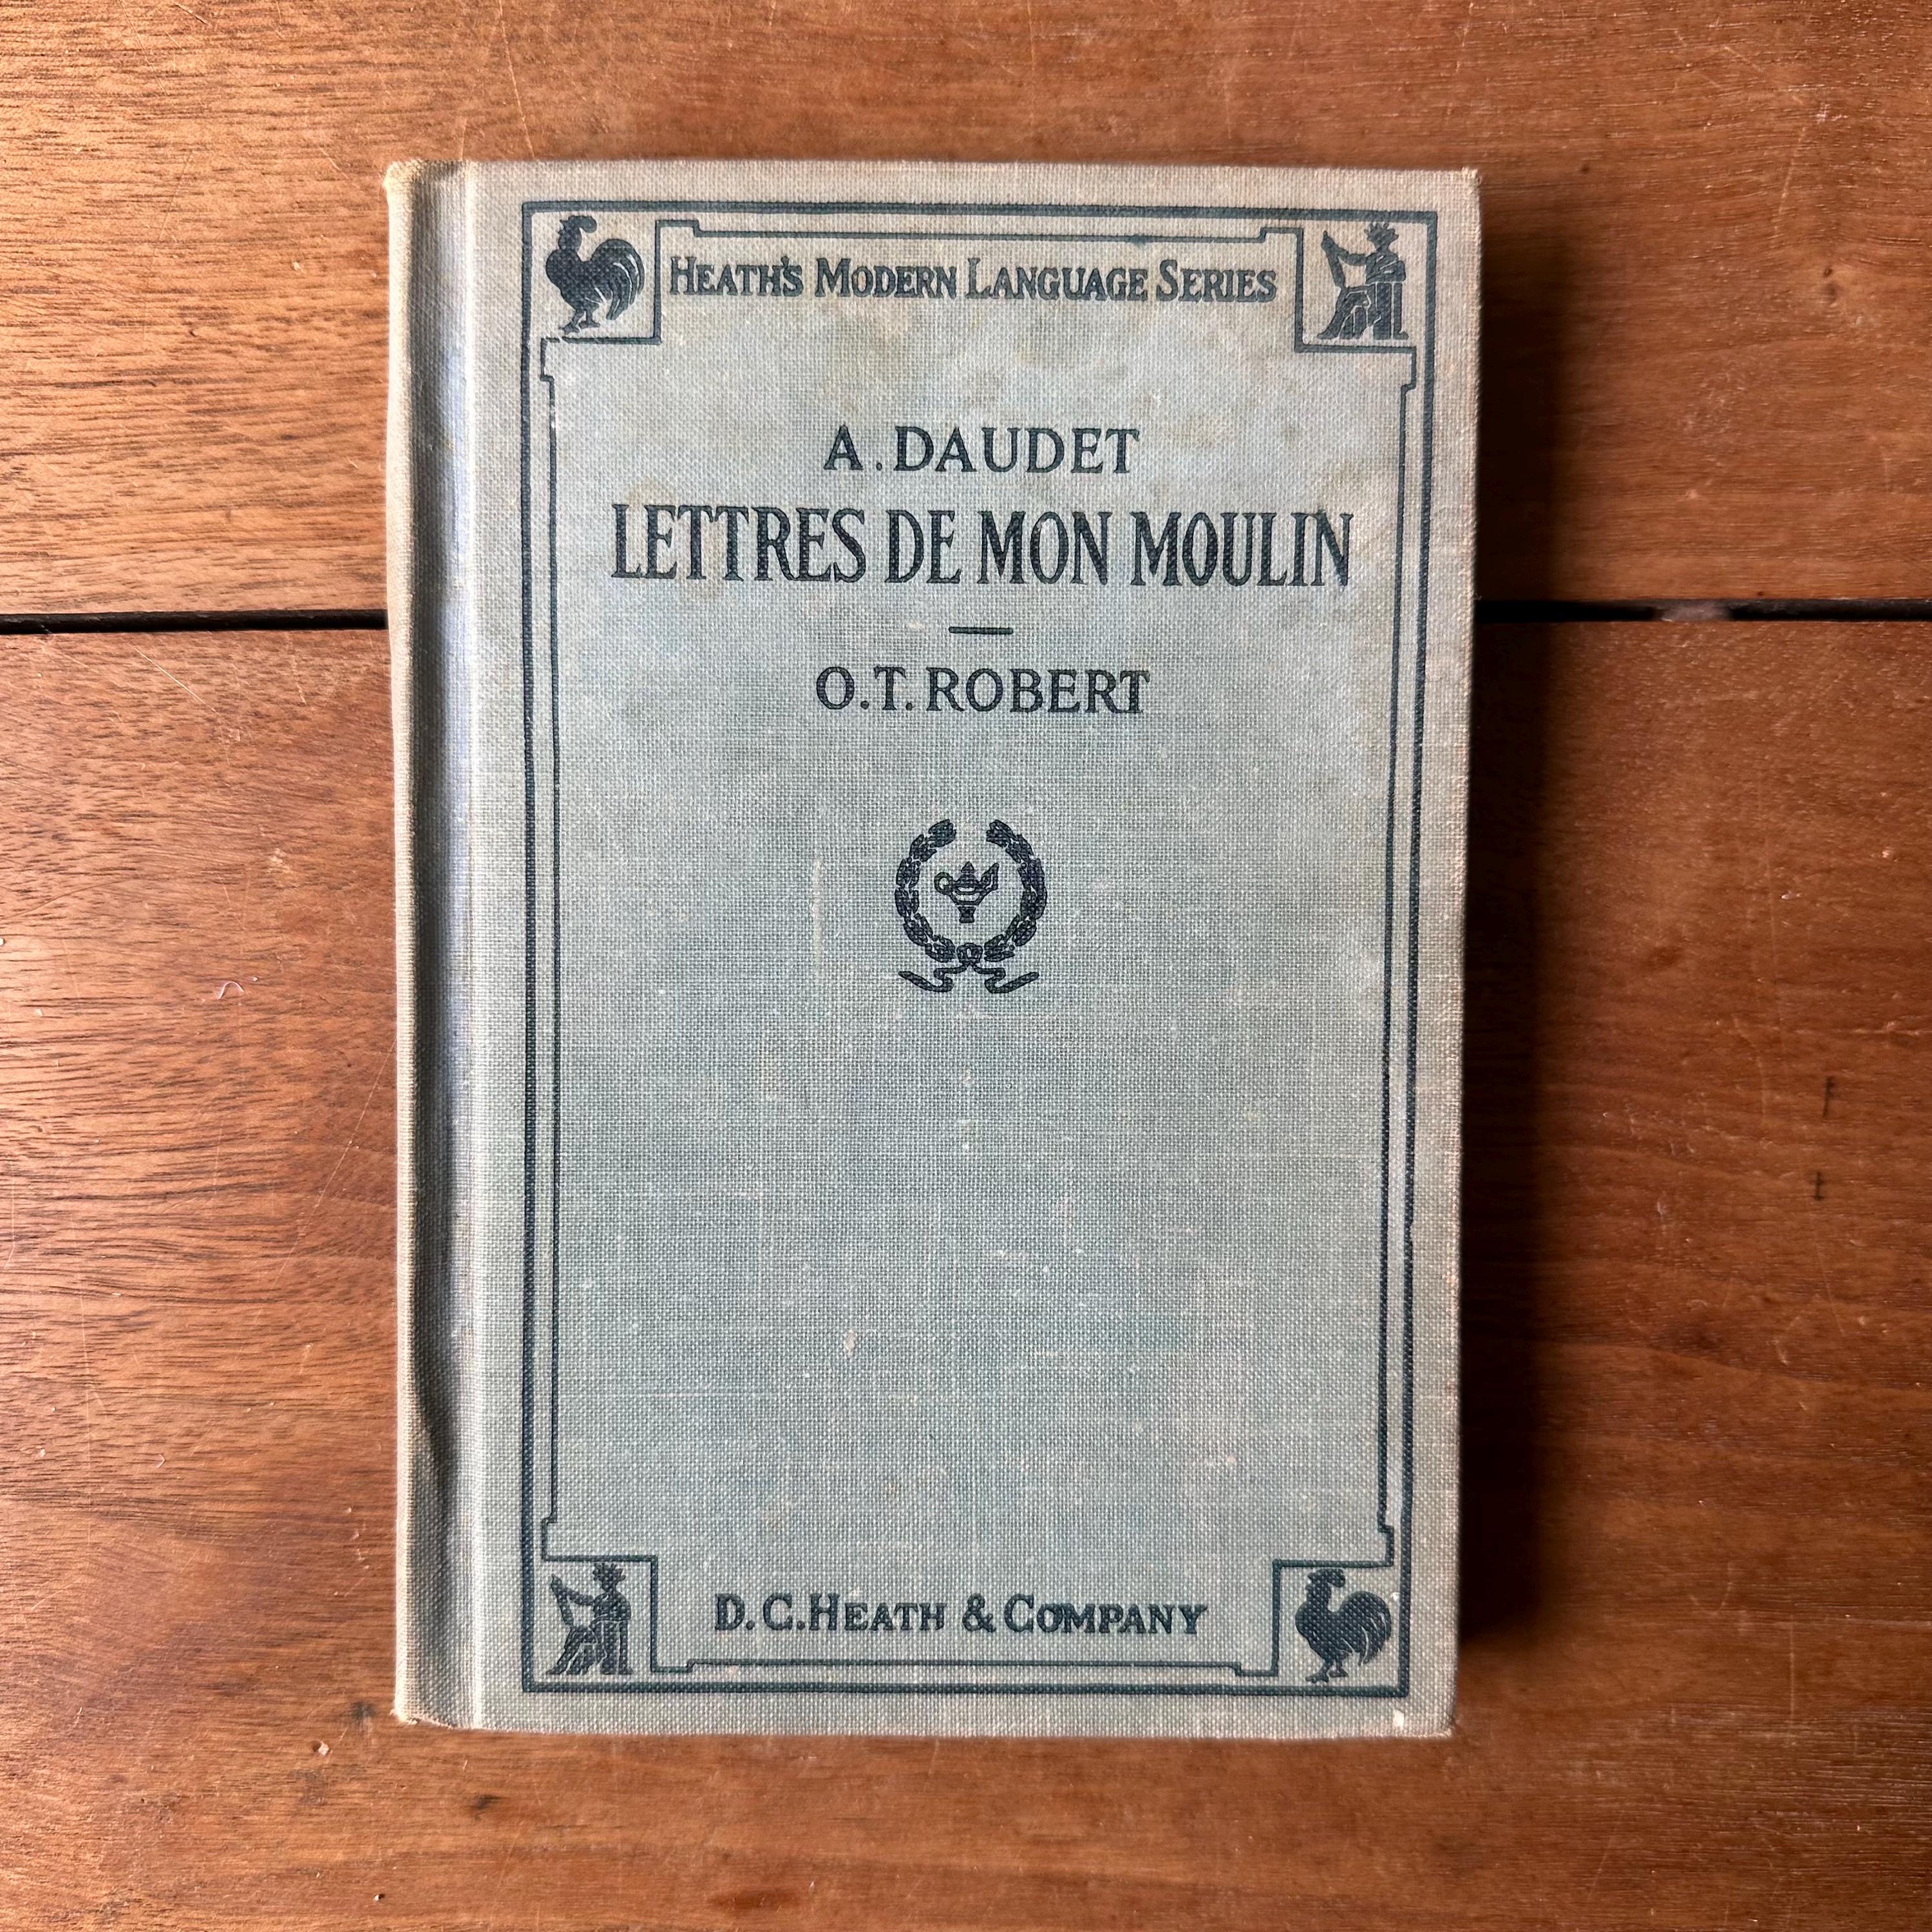 HEATH'S MODERN LANGUAGE SERIES
A. DAUDET
LETTRES DE MON MOULIN
O.T. ROBERT
D.C. HEATH & COMPANY